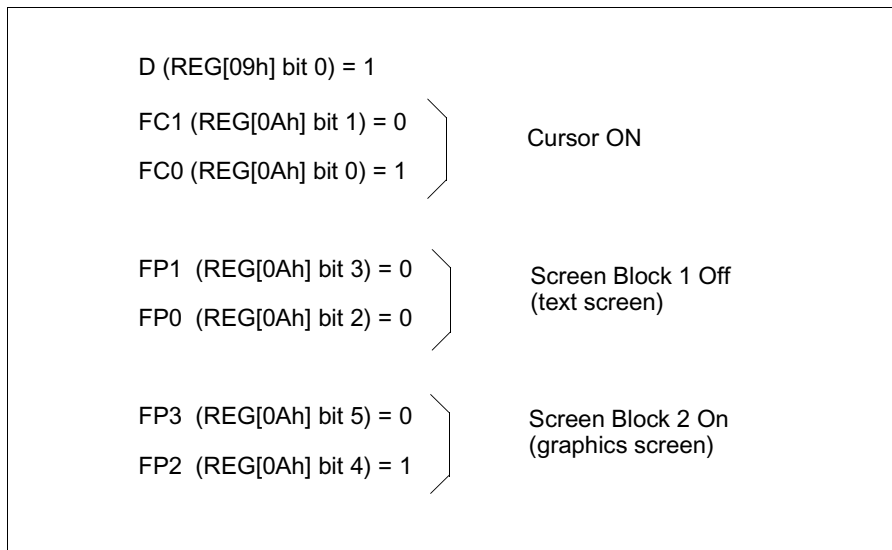 D (REG[09h] bit 0) = 1
FC1 (REG[0Ah] bit 1) = 0
FC0 (REG[0Ah] bit 0) = 1
Cursor ON
FP1 (REG[0Ah] bit 3) = 0
FP0 (REG[0Ah] bit 2) = 0
Screen Block 1 Off
(text screen)
FP3 (REG[0Ah] bit 5) = 0
FP2 (REG[0Ah] bit 4) = 1
Screen Block 2 On
(graphics screen)